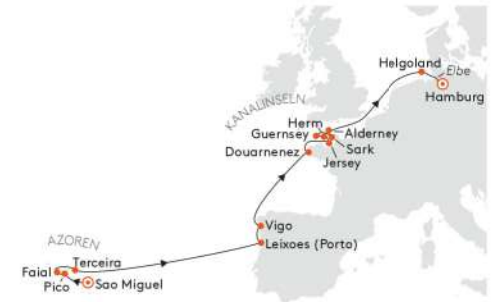 Helgoland
Elbe
Hamburg
KANALINSELN
Herm
Guernsey
Alderney
Sark
Douarnenez
Jersey
Vigo
Leixoes (Porto)
AZOREN
Terceira
Faial
Pico
Sao Miguel